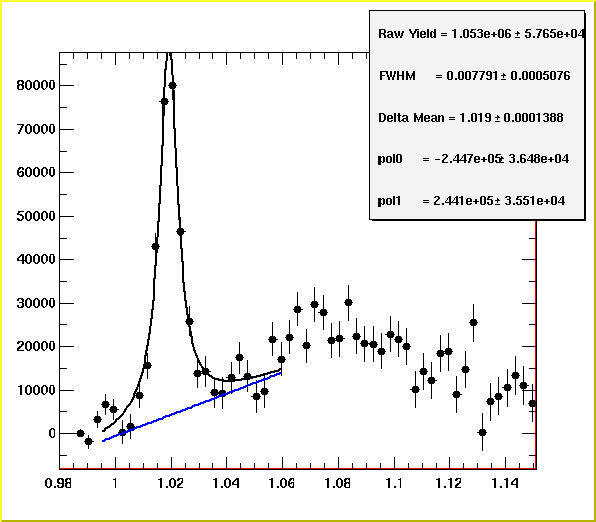 Raw Yield = 1.053e+06 ± 5.765e+04
FWHM = 0.007791 ± 0.0005076
Delta Mean = 1.019 ± 0.0001388
pol0 = -2.447e+05 ± 3.648e+04
pol1 = 2.441e+05 ± 3.551e+04
80000
70000
60000
50000
40000
30000
20000
10000
0
0.98 1 1.02 1.04 1.06 1.08 1.1 1.12 1.14